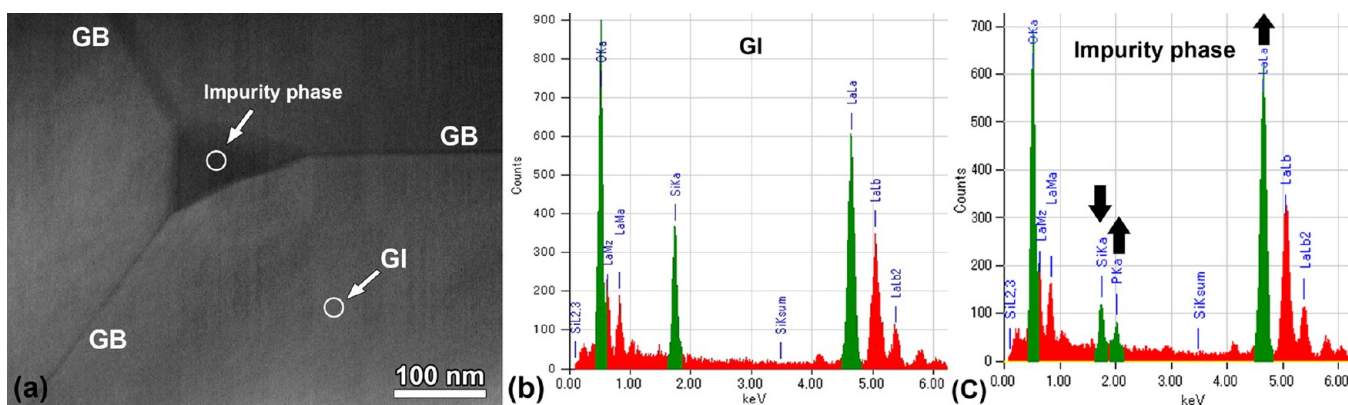 GB
Impurity phase
GB
GI
GB
(a)
100 nm
GI
Counts
900
800
700
600
500
400
300
200
100
0
OKa
LaMz
LaMa
SiKa
SiL2,3
SiKsum
LaLa
LaLb
LaLb2
0.00 1.00 2.00 3.00 4.00 5.00 6.00
keV
(b)
Impurity phase
Counts
700
600
500
400
300
200
100
0
OKa
LaMz
LaMa
SiKa
PKa
SiL2,3
SiKsum
LaLa
LaLb
LaLb2
0.00 1.00 2.00 3.00 4.00 5.00 6.00
keV
(C)